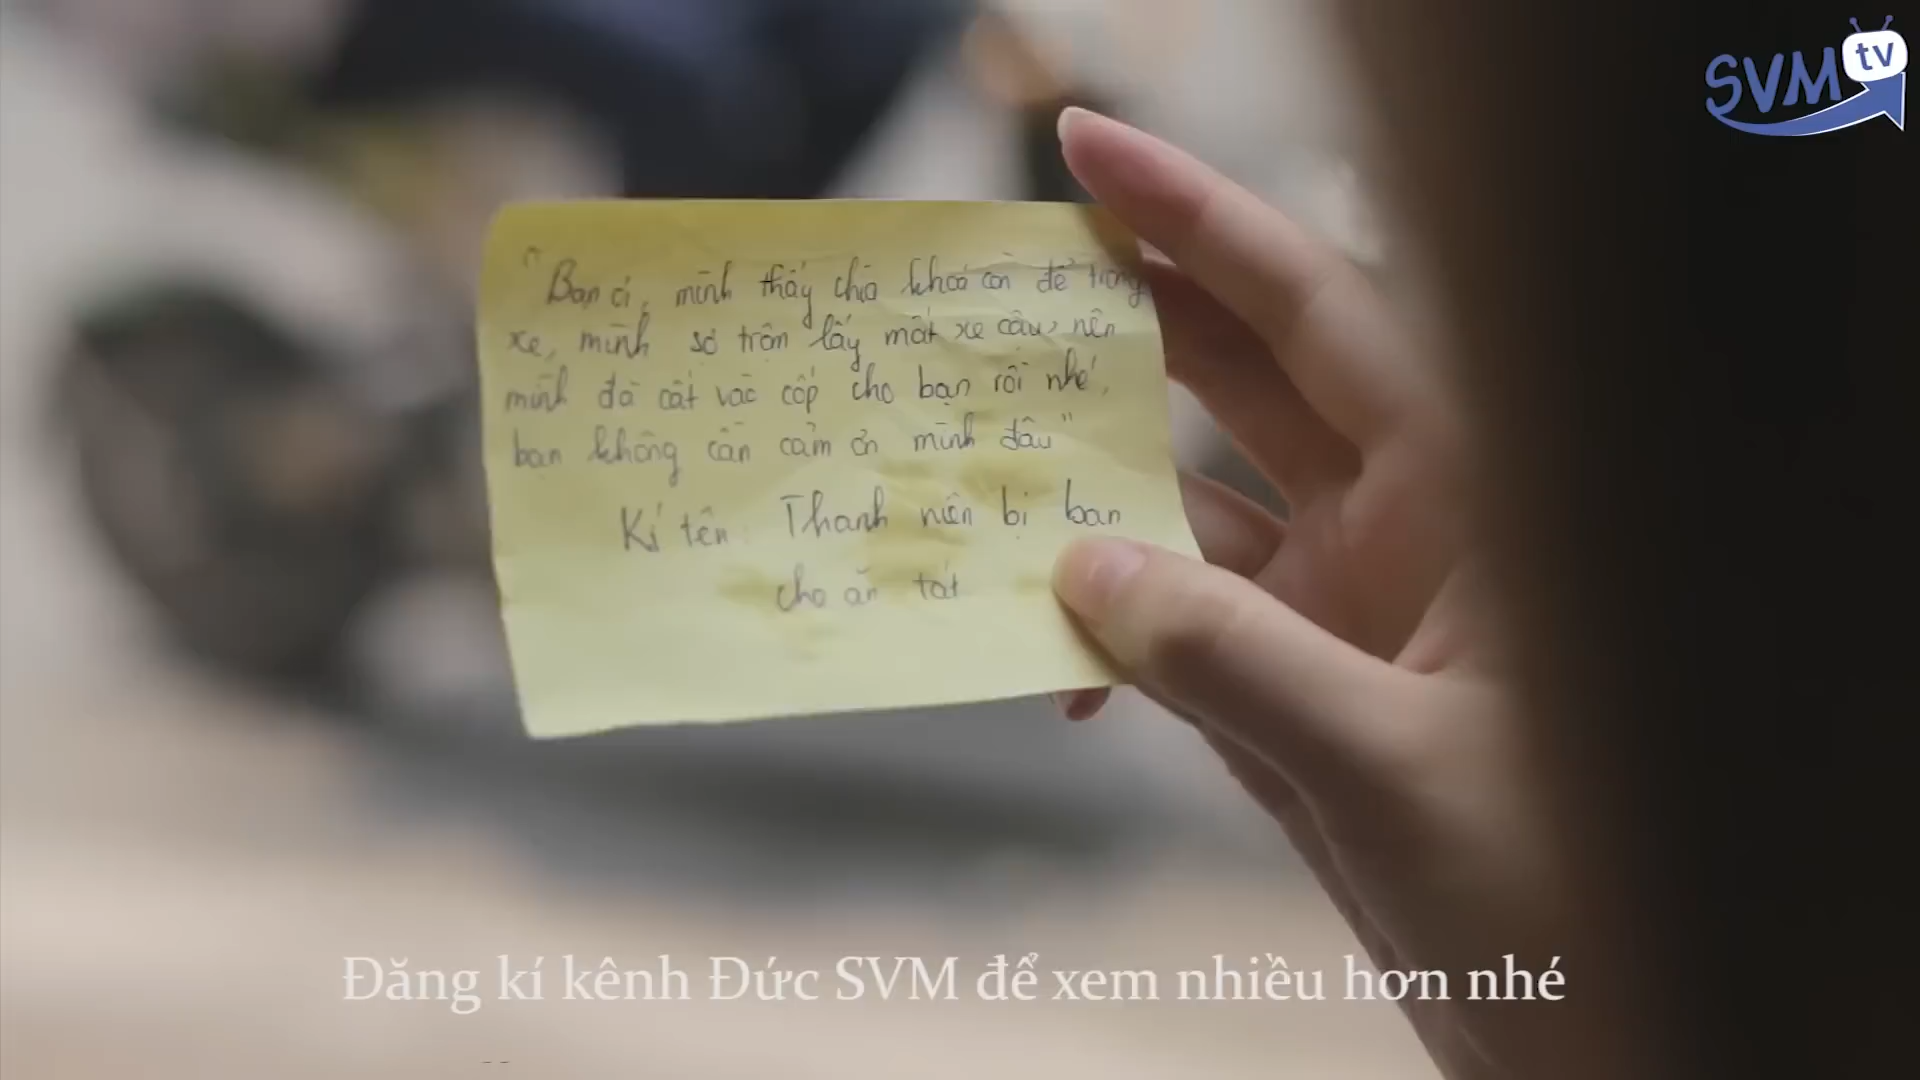 SVM tv
"Bạn ơi, mình thấy chìa khoá còn để trong
xe, mình sợ trộm lấy mất xe cậu, nên
mình đã cất vào cốp cho bạn rồi nhé,
bạn không cần cảm ơn mình đâu"
Kí tên: Thanh niên bị bạn
cho ăn tát
Đăng kí kênh Đức SVM để xem nhiều hơn nhé